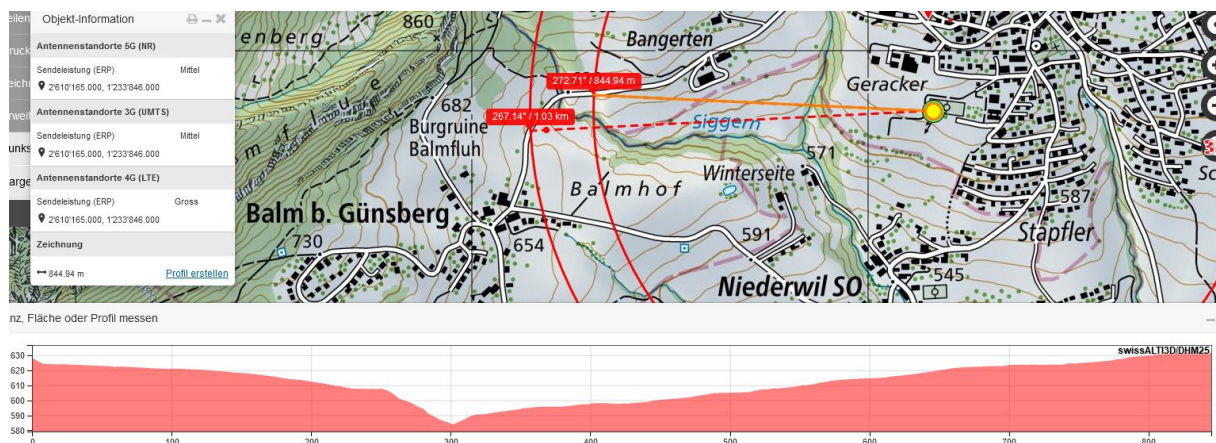 Objekt-Information
Antennenstandorte 5G (NR)
Sendeleistung (ERP) Mittel
2'610'165.000, 1'233'846.000
Antennenstandorte 3G (UMTS)
Sendeleistung (ERP) Mittel
2'610'165.000, 1'233'846.000
Antennenstandorte 4G (LTE)
Sendeleistung (ERP) Gross
2'610'165.000, 1'233'846.000
Zeichnung
844.94 m Profil erstellen
860
Bangerten
272.71° / 844.94 m
Geracker
682
267.14° / 1.03 km
Burgruine
Balmfluh
Siggern
571
Winterseite
Balmhof
587
Balm b. Günsberg
654
591
Stapfler
730
545
Niederwil SO
nz, Fläche oder Profil messen
swissALTI3D/DHM25
630
620
610
600
590
580
0 100 200 300 400 500 600 700 800